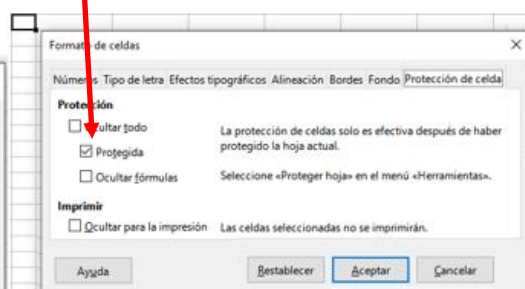 Formato de celdas
Números Tipo de letra Efectos tipográficos Alineación Bordes Fondo Protección de celda
Protección
Ocultar todo
La protección de celdas solo es efectiva después de haber
protegido la hoja actual.
Protegida
Ocultar fórmulas
Seleccione «Proteger hoja» en el menú «Herramientas».
Imprimir
Ocultar para la impresión
Las celdas seleccionadas no se imprimirán.
Ayuda
Restablecer
Aceptar
Cancelar